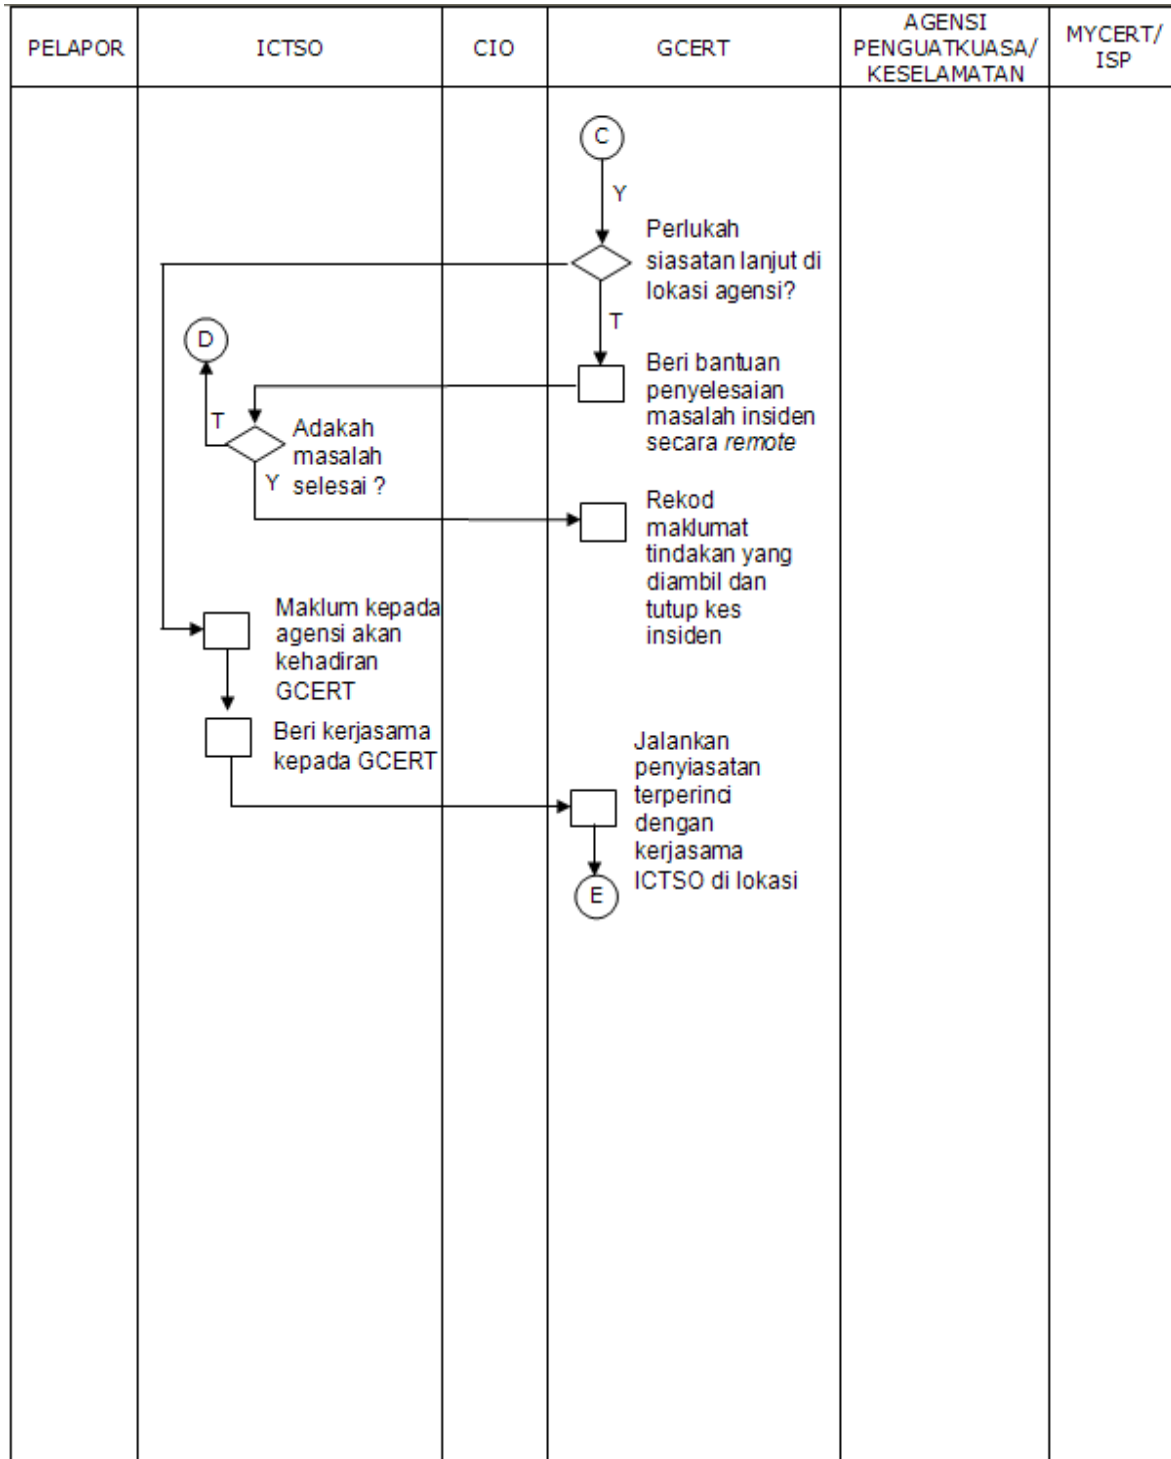 PELAPOR
ICTSO
CIO
GCERT
AGENSI
PENGUATKUASA/
KESELAMATAN
MYCERT/
ISP
C
Y
Perlukah
siasatan lanjut di
lokasi agensi?
T
D
Beri bantuan
penyelesaian
masalah insiden
secara remote
T
Adakah
masalah
selesai ?
Y
Rekod
maklumat
tindakan yang
diambil dan
tutup kes
insiden
Maklum kepada
agensi akan
kehadiran
GCERT
Beri kerjasama
kepada GCERT
Jalankan
penyiasatan
terperinci
dengan
kerjasama
ICTSO di lokasi
E